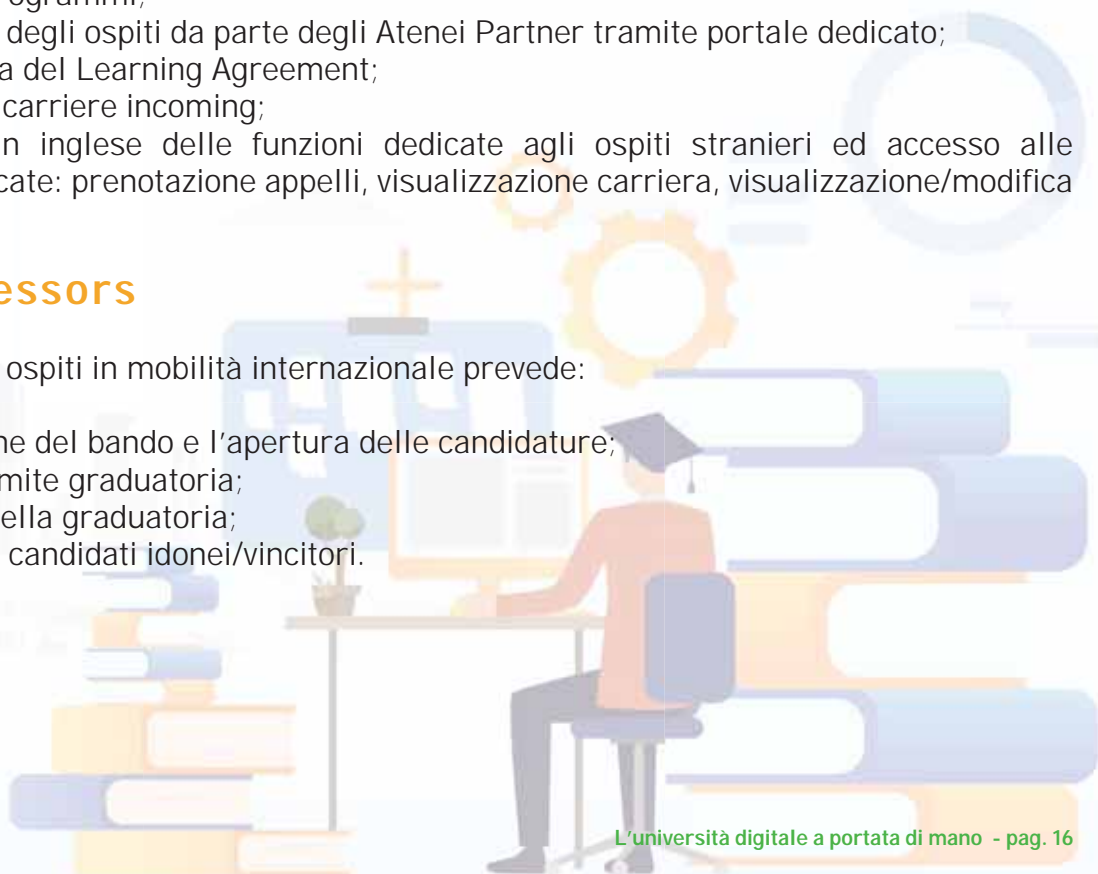 ogrammi;
degli ospiti da parte degli Atenei Partner tramite portale dedicato;
a del Learning Agreement;
carriere incoming;
n inglese delle funzioni dedicate agli ospiti stranieri ed accesso alle
cate: prenotazione appelli, visualizzazione carriera, visualizzazione/modifica
essors
ospiti in mobilità internazionale prevede:
ne del bando e l'apertura delle candidature;
mite graduatoria;
ella graduatoria;
candidati idonei/vincitori.
L'università digitale a portata di mano - pag. 16